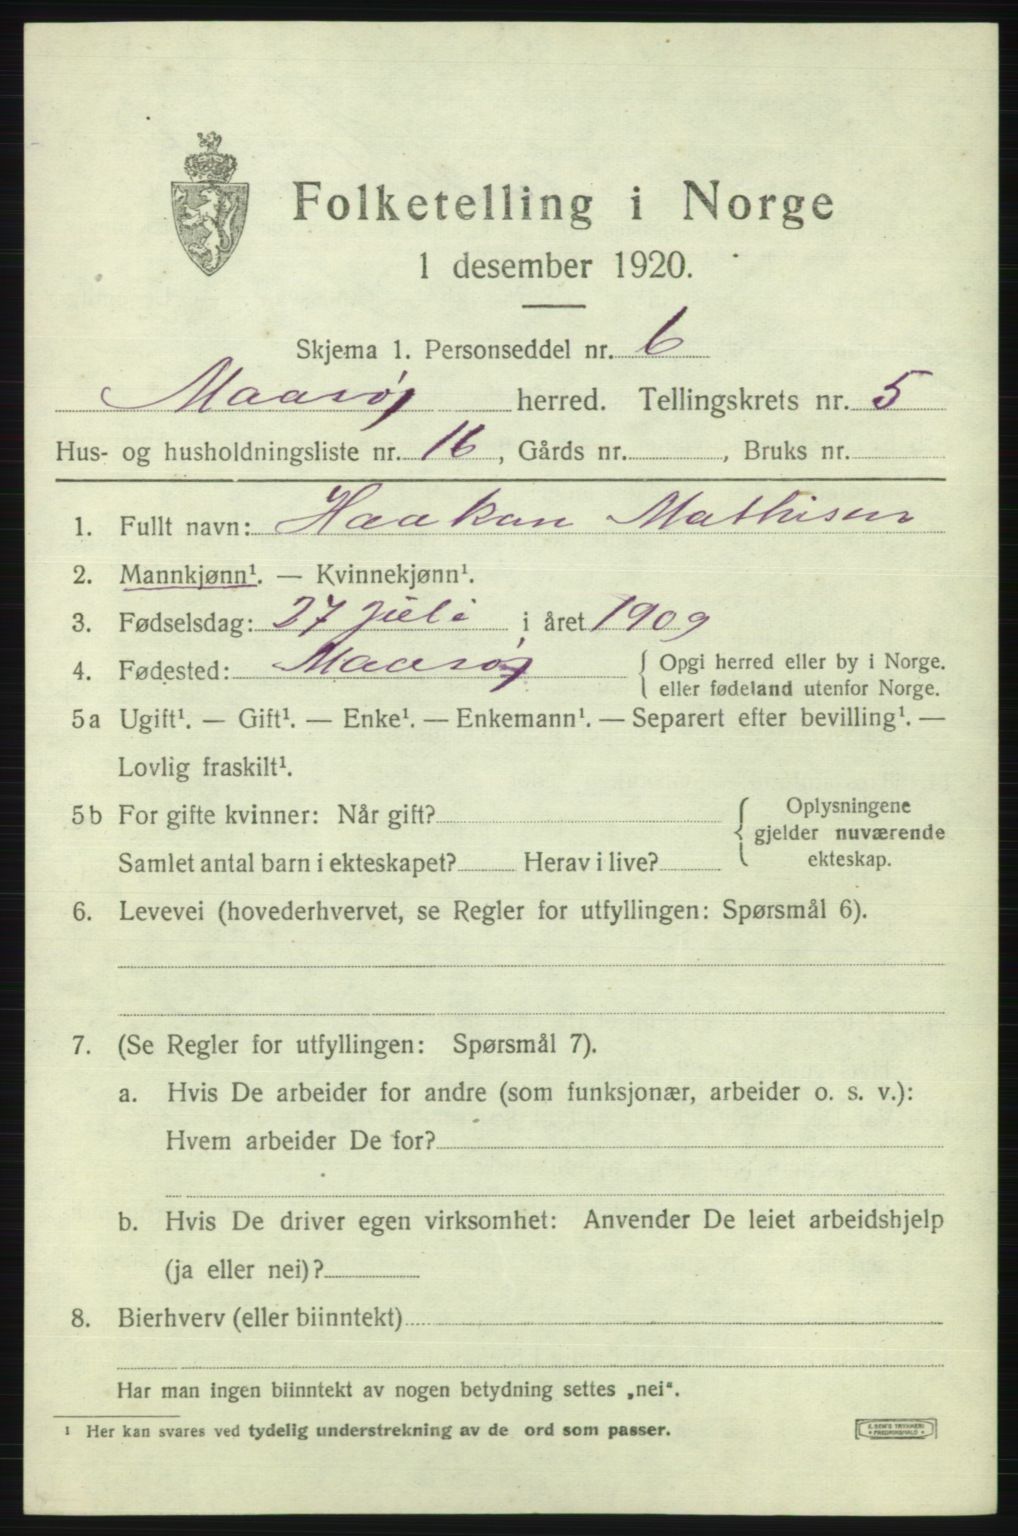 Folketelling i Norge
1 desember 1920.
Skjema 1. Personseddel nr. 6
Maasøy herred. Tellingskrets nr. 5
Hus- og husholdningsliste nr. 16, Gårds nr. , Bruks nr.
1. Fullt navn: Haakon Mathisen
2. Mannkjønn¹. — Kvinnekjønn¹.
3. Fødselsdag: 27 juli i året 1909
4. Fødested: Maasøy { Opgi herred eller by i Norge.
eller fødeland utenfor Norge.
5a Ugift¹. — Gift¹. — Enke¹. — Enkemann¹. — Separert efter bevilling¹. —
Lovlig fraskilt¹.
5b For gifte kvinner: Når gift?
Samlet antal barn i ekteskapet? Herav i live?
Oplysningene
gjelder nuværende
ekteskap.
6. Levevei (hovederhvervet, se Regler for utfyllingen: Spørsmål 6).
7. (Se Regler for utfyllingen: Spørsmål 7).
a. Hvis De arbeider for andre (som funksjonær, arbeider o. s. v.):
Hvem arbeider De for?
b. Hvis De driver egen virksomhet: Anvender De leiet arbeidshjelp
(ja eller nei)?
8. Bierhverv (eller biinntekt)
Har man ingen biinntekt av nogen betydning settes „nei“.
¹ Her kan svares ved tydelig understrekning av de ord som passer.